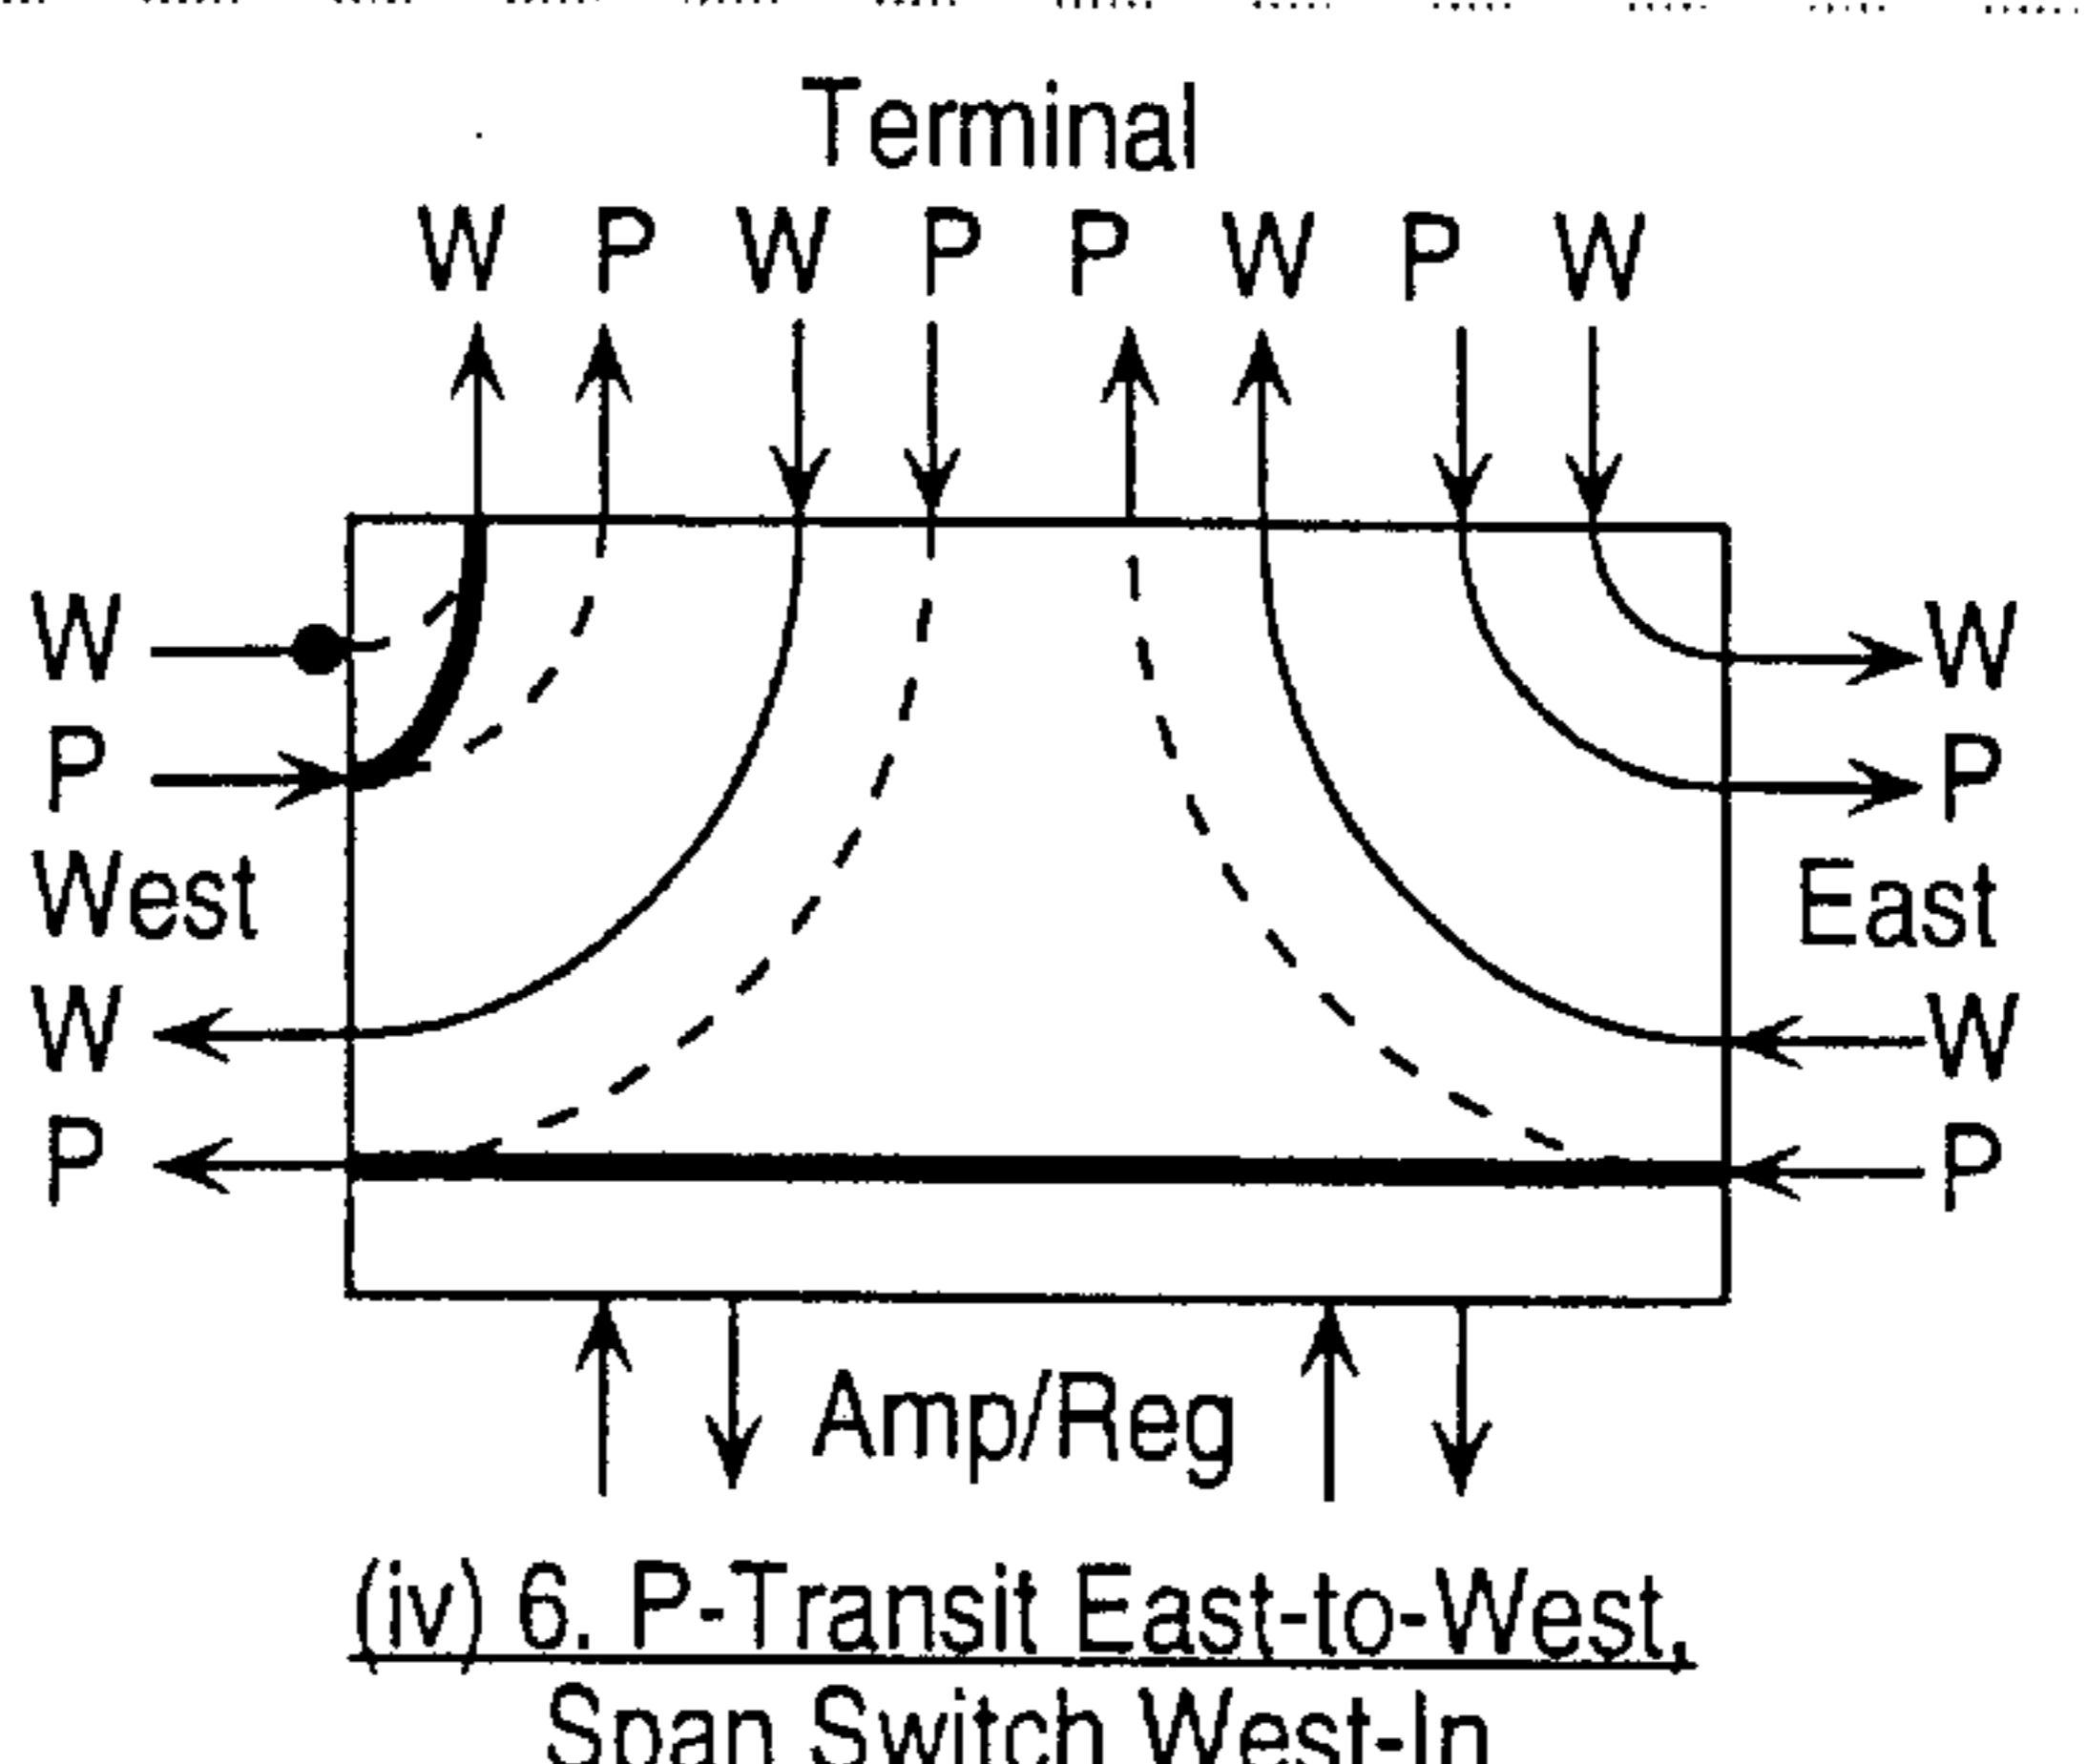 Terminal
W P W P P W P W
W W
P P
West East
W W
P P
Amp/Reg
(iv) 6. P-Transit East-to-West,
Span Switch West-In